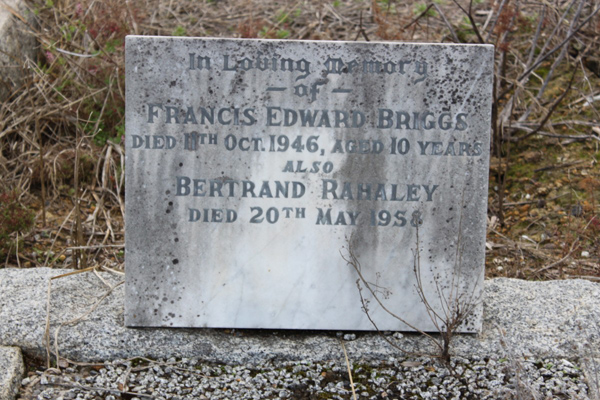 In Loving Memory
— of —
FRANCIS EDWARD BRIGGS
DIED 11TH OCT. 1946, AGED 10 YEARS
ALSO
BERTRAND RAHALEY
DIED 20TH MAY 1958